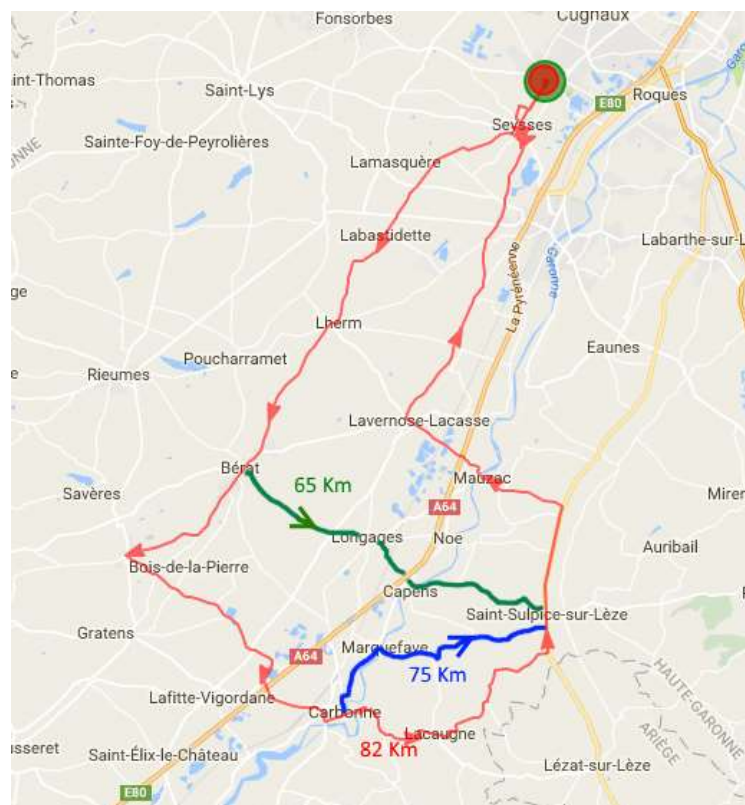 Fonsorbes
Cugnaux
int-Thomas
Saint-Lys
E80
Roques
Seysses
Sainte-Foy-de-Peyrolières
Lamasquère
Labastidette
Labarthe-sur-L
La Pyrénéenne
Garonne
ge
Lherm
Poucharramet
Eaunes
Rieumes
Lavernose-Lacasse
Bérat
Mauzac
65 Km
Savères
A64
Mirer
Longages
Noe
Auribail
Bois-de-la-Pierre
Capens
Saint-Sulpice-sur-Lèze
Gratens
Marquefave
A64
75 Km
Lafitte-Vigordane
Carbonne
Lacaugne
82 Km
HAUTE-GARONNE
ARIÈGE
usseret
Saint-Élix-le-Château
Lézat-sur-Lèze
E80